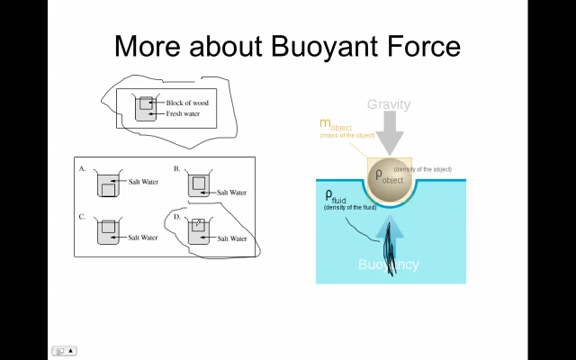 More about Buoyant Force
Block of wood
Fresh water
A.
Salt Water
B.
Salt Water
C.
Salt Water
D.
Salt Water
Gravity
m object
(mass of the object)
ρ object
(density of the object)
ρ fluid
(density of the fluid)
Buoyancy